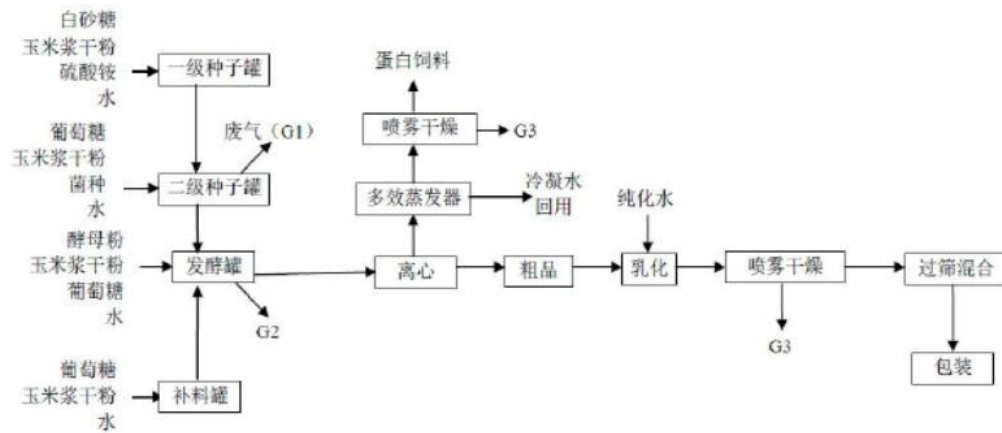 白砂糖
玉米浆干粉
硫酸铵
水
一级种子罐
葡萄糖
玉米浆干粉
菌种
水
二级种子罐
废气（G1）
酵母粉
玉米浆干粉
葡萄糖
水
发酵罐
G2
葡萄糖
玉米浆干粉
水
补料罐
蛋白饲料
喷雾干燥
G3
多效蒸发器
冷凝水
回用
离心
粗品
纯化水
乳化
喷雾干燥
G3
过筛混合
包装